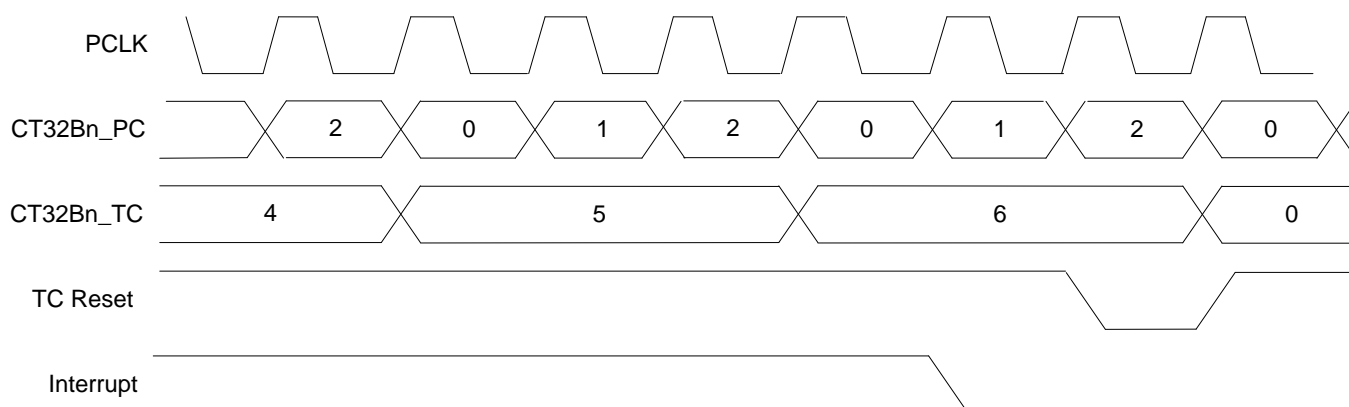 PCLK
CT32Bn_PC 2 0 1 2 0 1 2 0
CT32Bn_TC 4 5 6 0
TC Reset
Interrupt